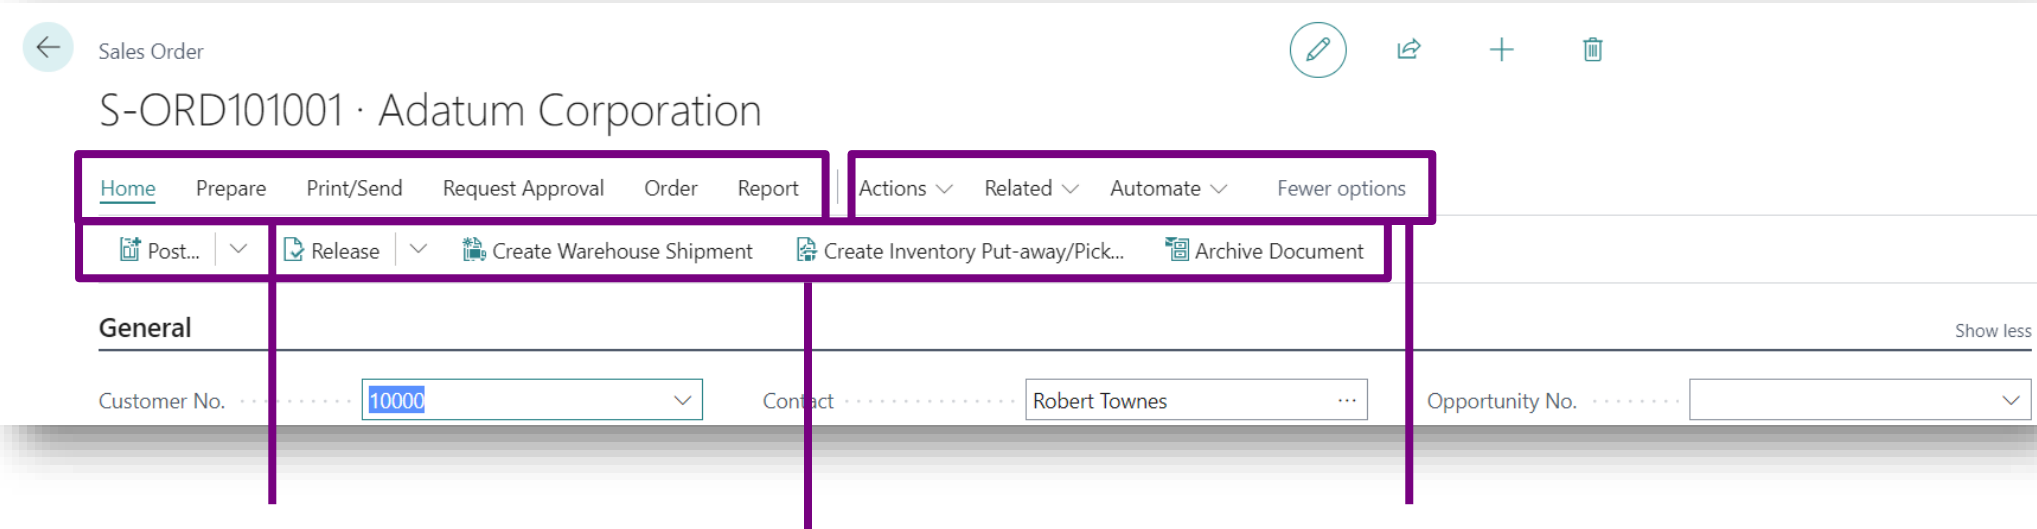 Sales Order
S-ORD101001 · Adatum Corporation
Home Prepare Print/Send Request Approval Order Report Actions Related Automate Fewer options
Post... Release Create Warehouse Shipment Create Inventory Put-away/Pick... Archive Document
General Show less
Customer No. 10000 Contact Robert Townes ... Opportunity No.